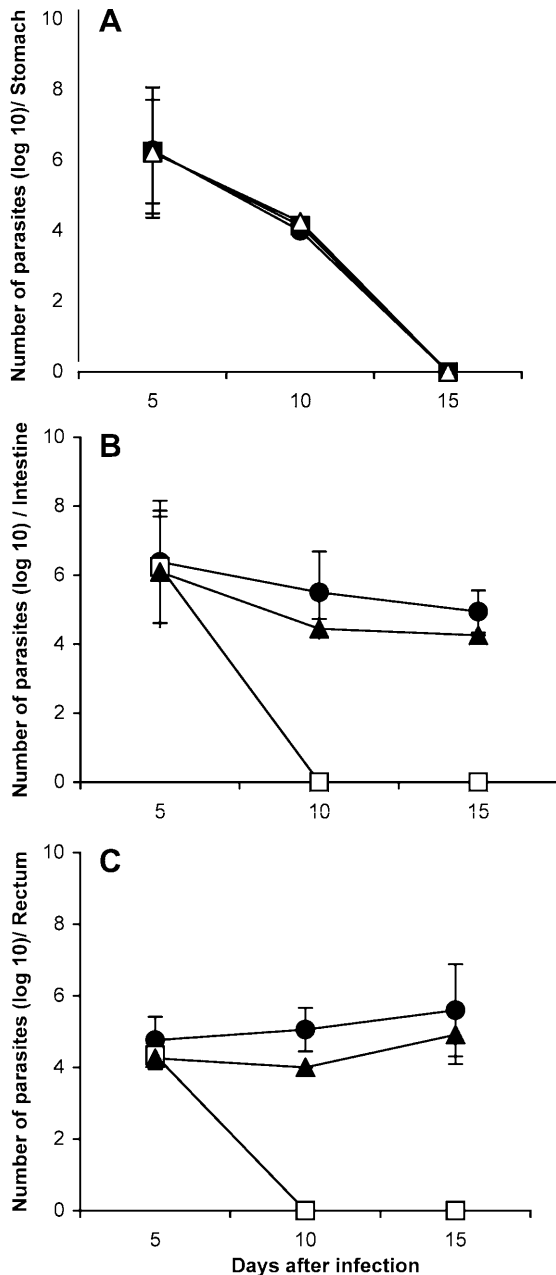 A
Number of parasites (log 10)/ Stomach
10
8
6
4
2
0
5 10 15
B
Number of parasites (log 10) / Intestine
10
8
6
4
2
0
5 10 15
C
Number of parasites (log 10)/ Rectum
10
8
6
4
2
0
5 10 15
Days after infection